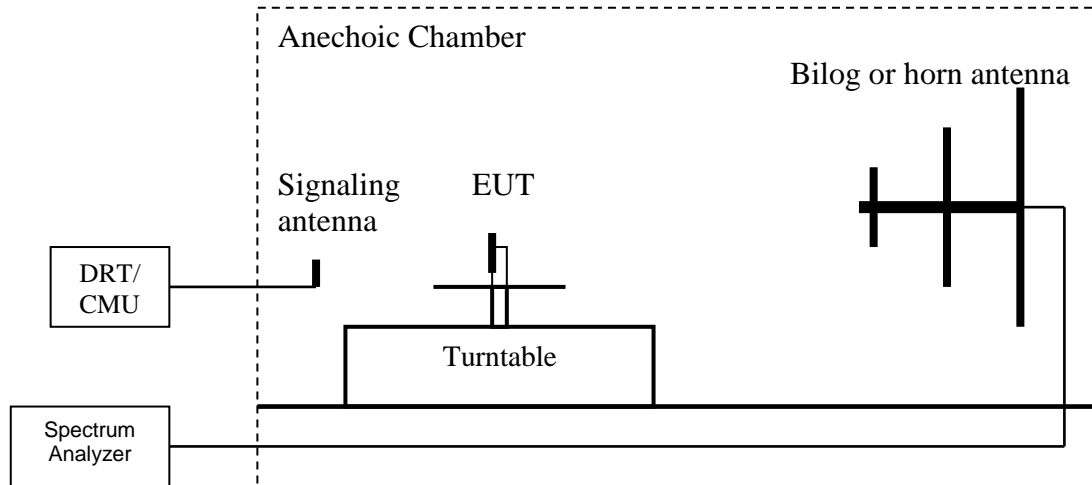 Anechoic Chamber
Bilog or horn antenna
Signaling
antenna
EUT
DRT/
CMU
Turntable
Spectrum
Analyzer